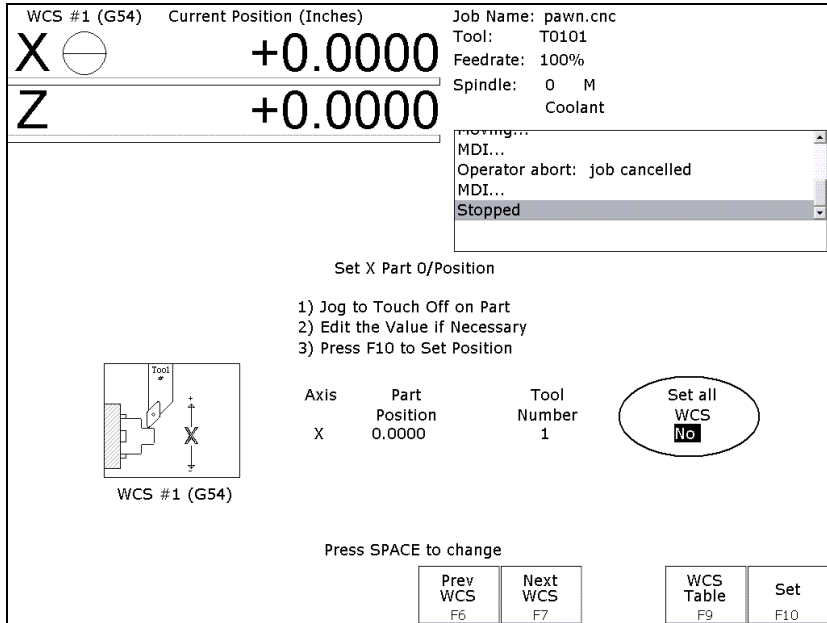 WCS #1 (G54) Current Position (Inches)
X +0.0000
Z +0.0000
Job Name: pawn.cnc
Tool: T0101
Feedrate: 100%
Spindle: 0 M
Coolant
Moving...
MDI...
Operator abort: job cancelled
MDI...
Stopped
Set X Part 0/Position
1) Jog to Touch Off on Part
2) Edit the Value if Necessary
3) Press F10 to Set Position
Tool
#
+
X
-
WCS #1 (G54)
Axis Part Tool Set all
Position Number WCS
X 0.0000 1 No
Press SPACE to change
Prev Next WCS Set
WCS WCS Table
F6 F7 F9 F10